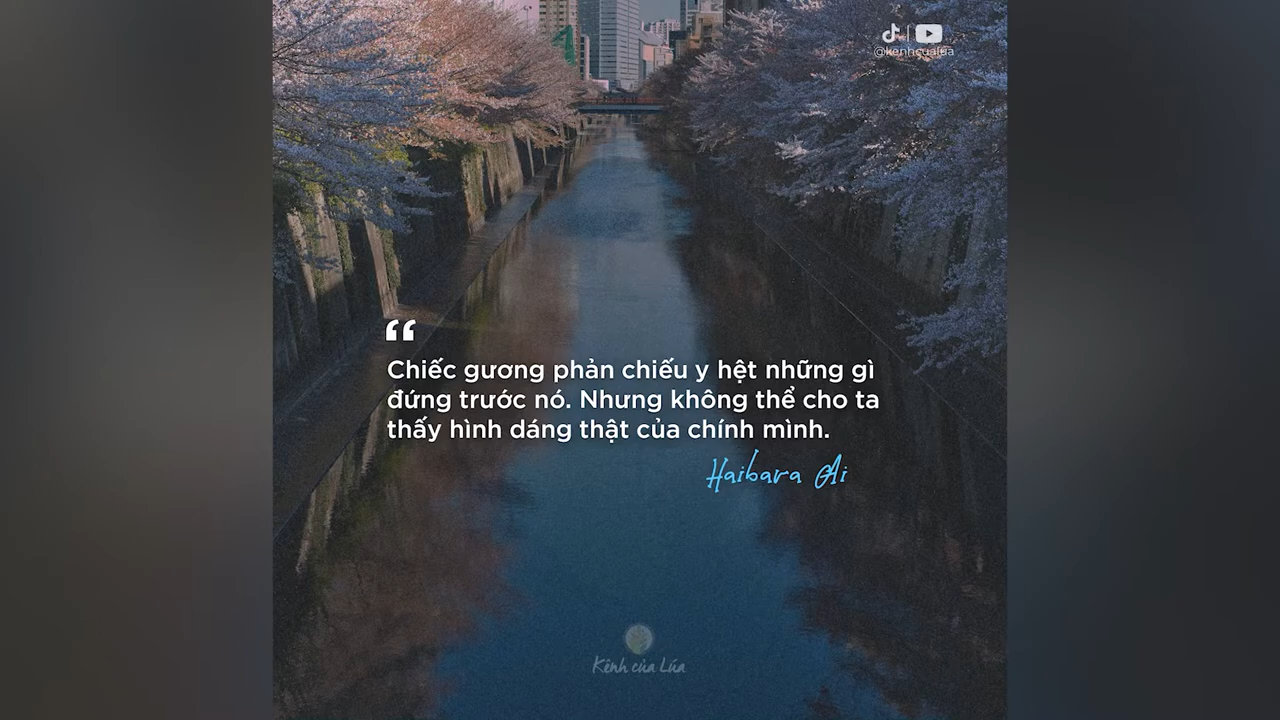 @kenhcualua
“
Chiếc gương phản chiếu y hệt những gì
đứng trước nó. Nhưng không thể cho ta
thấy hình dáng thật của chính mình.
Haibara Ai
Kênh của Lúa